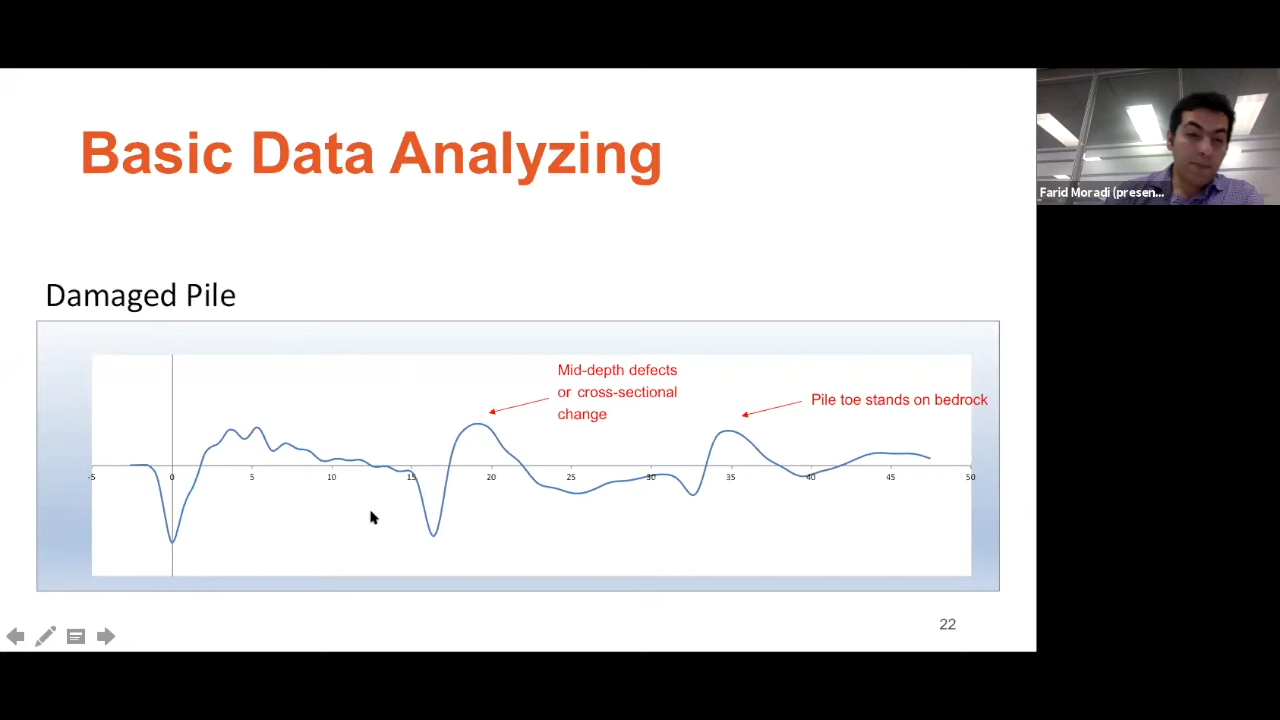 Basic Data Analyzing
Farid Moradi (presen...
Damaged Pile
Mid-depth defects
or cross-sectional
change
Pile toe stands on bedrock
-5 0 5 10 15 20 25 30 35 40 45 50
22